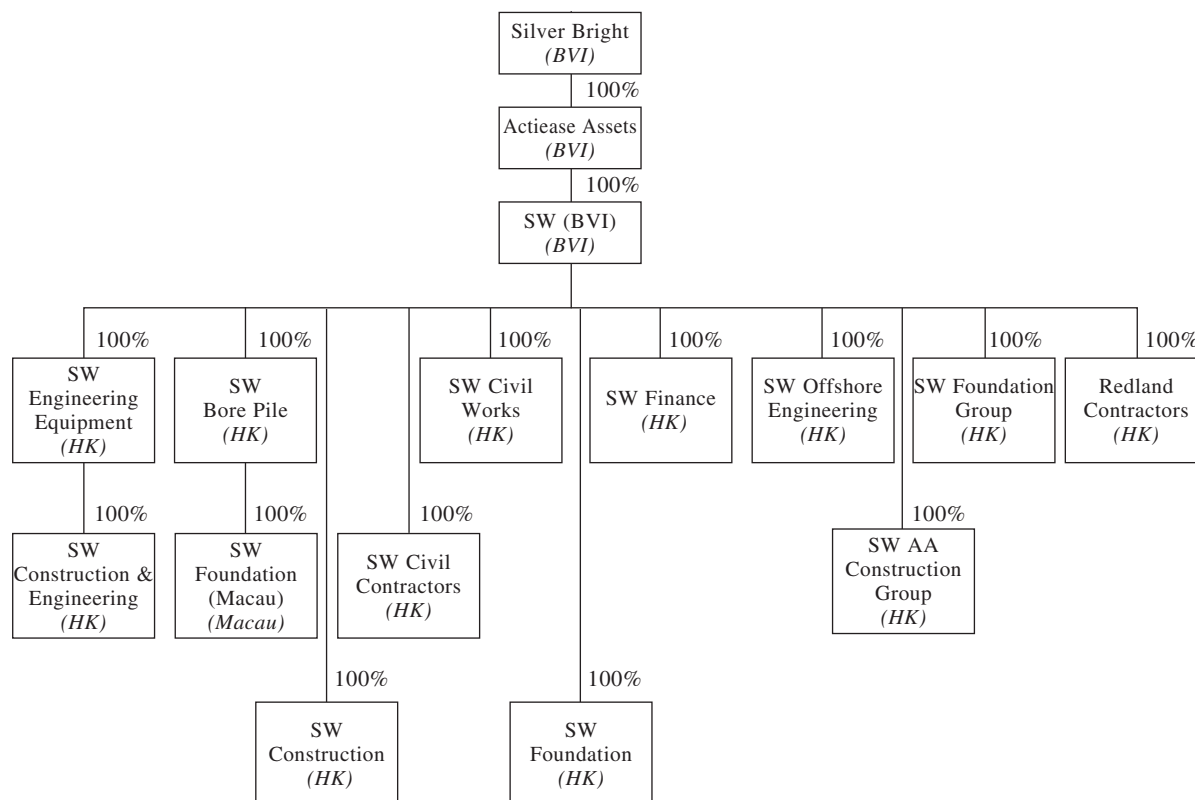 Silver Bright
(BVI)
100%
Actiease Assets
(BVI)
100%
SW (BVI)
(BVI)
100%
SW
Engineering
Equipment
(HK)
100%
SW
Bore Pile
(HK)
100%
SW Civil
Works
(HK)
100%
SW Finance
(HK)
100%
SW Offshore
Engineering
(HK)
100%
SW Foundation
Group
(HK)
100%
Redland
Contractors
(HK)
100%
SW
Construction &
Engineering
(HK)
100%
SW
Foundation
(Macau)
(Macau)
100%
SW Civil
Contractors
(HK)
100%
SW AA
Construction
Group
(HK)
100%
SW
Construction
(HK)
100%
SW
Foundation
(HK)